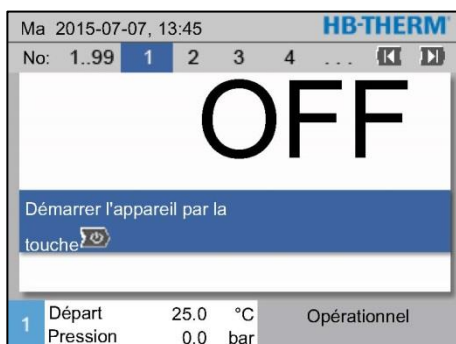 Ma 2015-07-07, 13:45 HB-THERM®
No: 1..99 1 2 3 4 ...
OFF
Démarrer l'appareil par la
touche
1 Départ 25.0 °C Opérationnel
Pression 0.0 bar